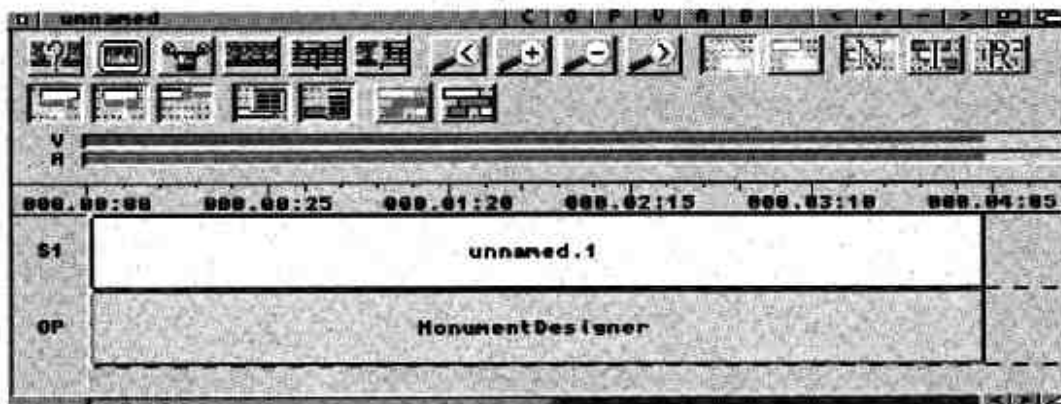 unnamed C O P V A B < + - >
< + - > N T R
V
A
000.00:00 000.00:25 000.01:20 000.02:15 000.03:10 000.04:05
S1 unnamed.1
OP MonumentDesigner